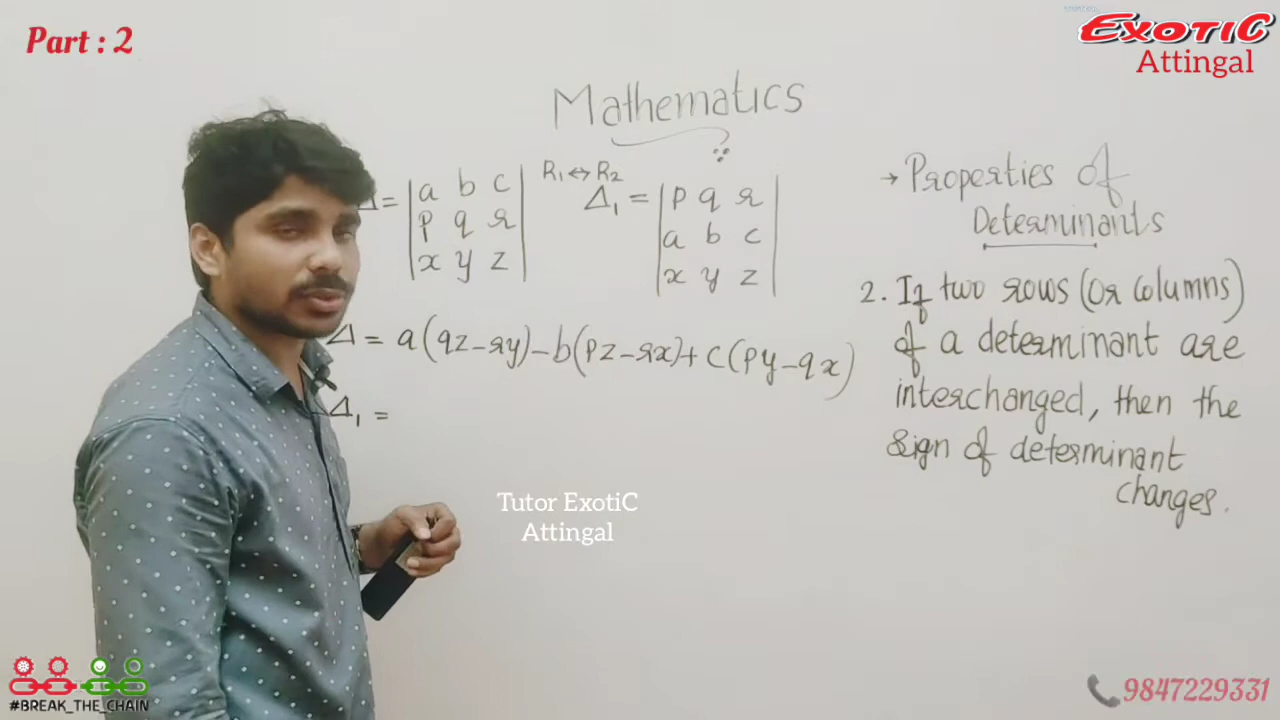 Part : 2
ExotiC
Attingal
Mathematics
Δ = | a b c |
| p q r |
| x y z |
R₁ ↔ R₂
Δ₁ = | p q r |
| a b c |
| x y z |
Δ = a(qz-ry)-b(pz-rx)+c(py-qx)
Δ₁ =
→ Properties of
Determinants
2. If two rows (or columns)
of a determinant are
interchanged, then the
sign of determinant
changes.
Tutor ExotiC
Attingal
#BREAK_THE_CHAIN
9847229331